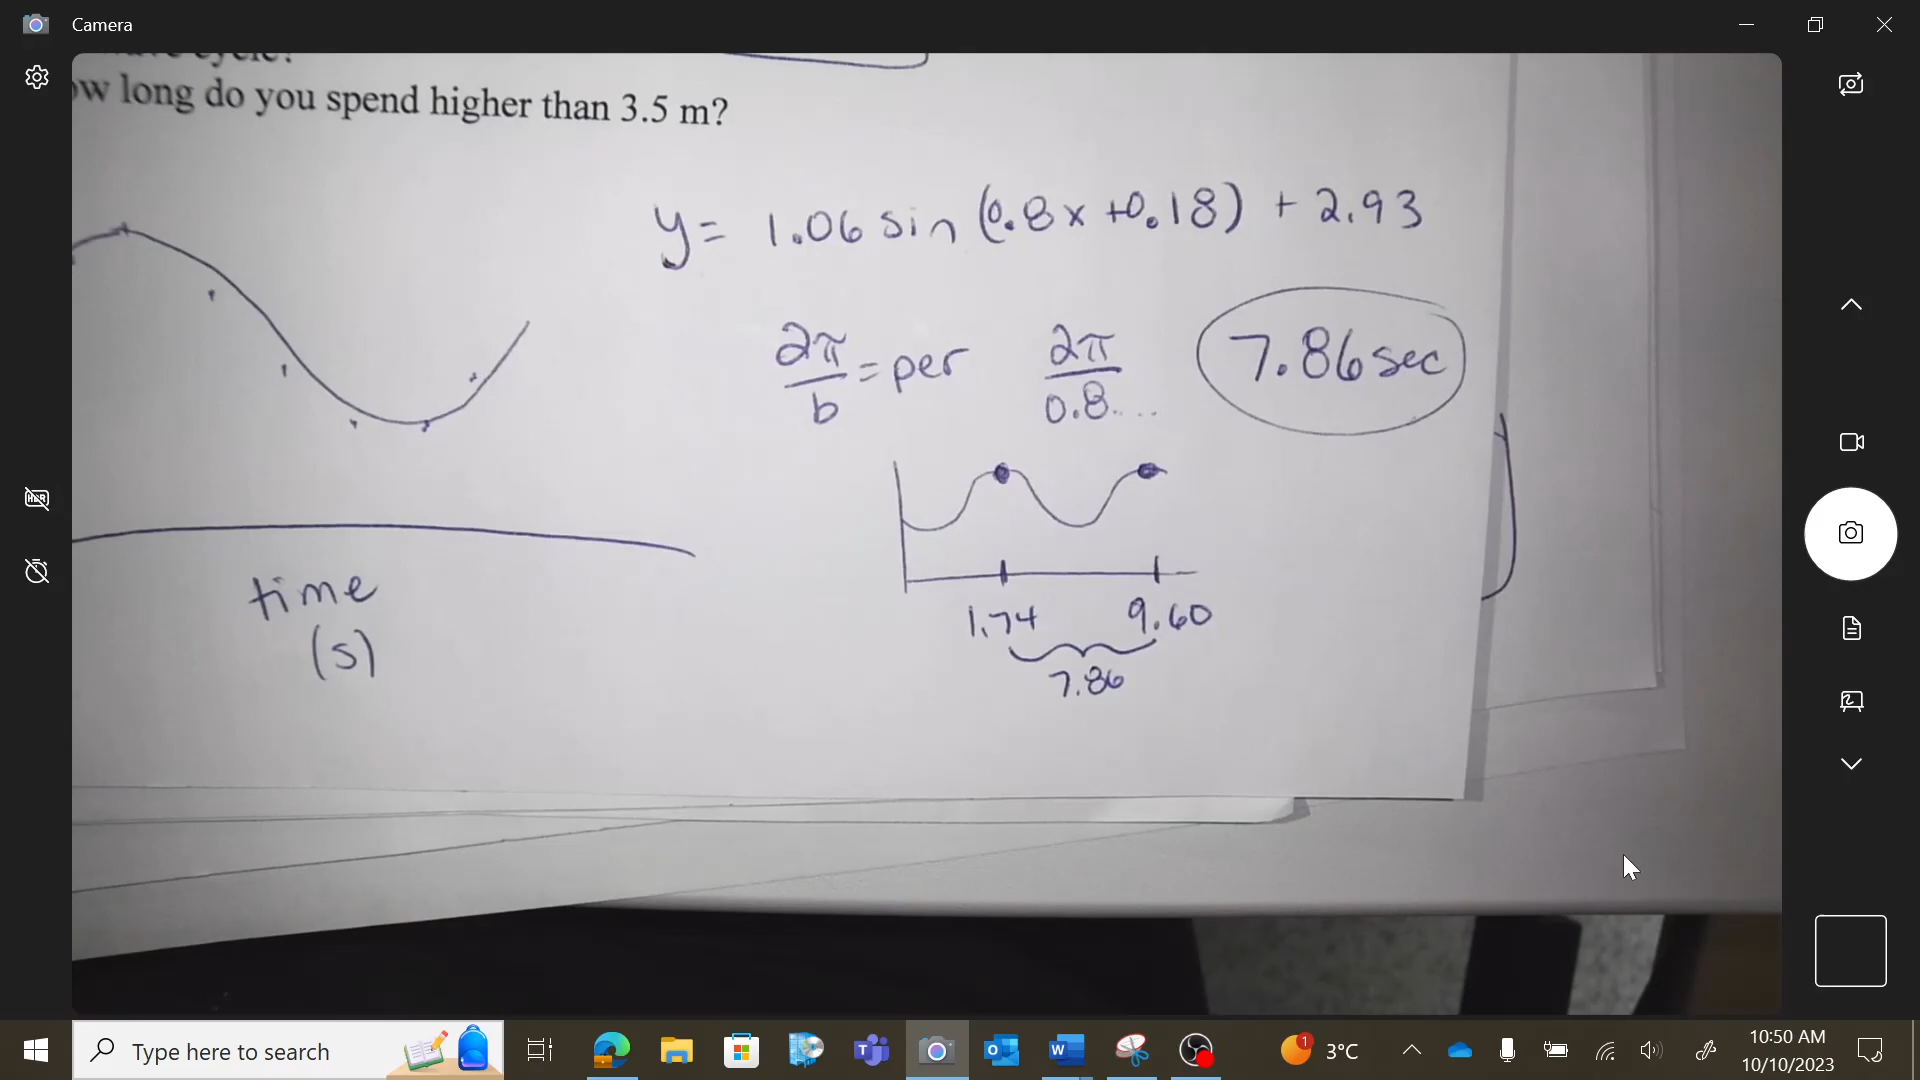 Camera
ow long do you spend higher than 3.5 m?
y = 1.06 sin (0.8x +0.18) + 2.93
2π/b = per 2π/0.8.... 7.86 sec
1.74 9.60
7.86
time
(s)
Type here to search
1
3°C
10:50 AM
10/10/2023